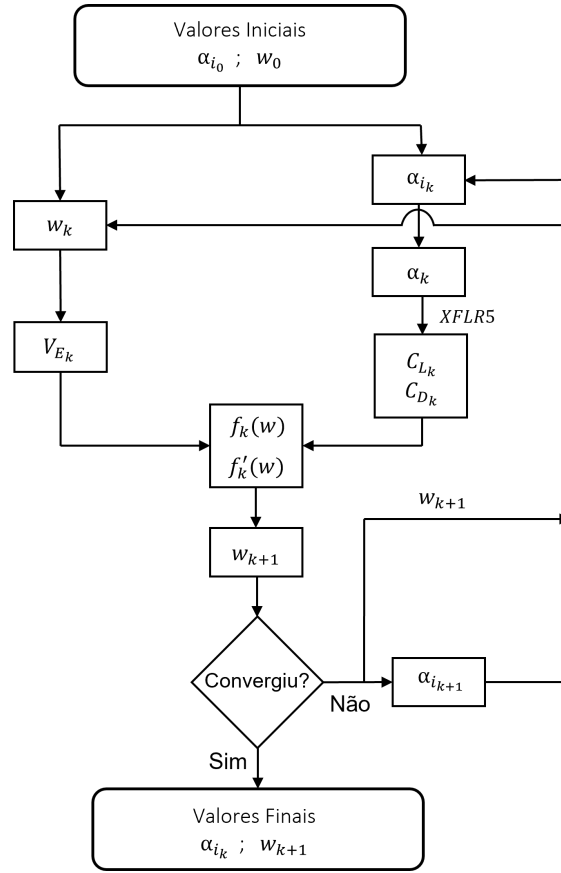 Valores Iniciais
α_{i_0} ; w_0
α_{i_k}
w_k
α_k
XFLR5
V_{E_k}
C_{L_k}
C_{D_k}
f_k(w)
f_k′(w)
w_{k+1}
w_{k+1}
Convergiu?
α_{i_{k+1}}
Não
Sim
Valores Finais
α_{i_k} ; w_{k+1}